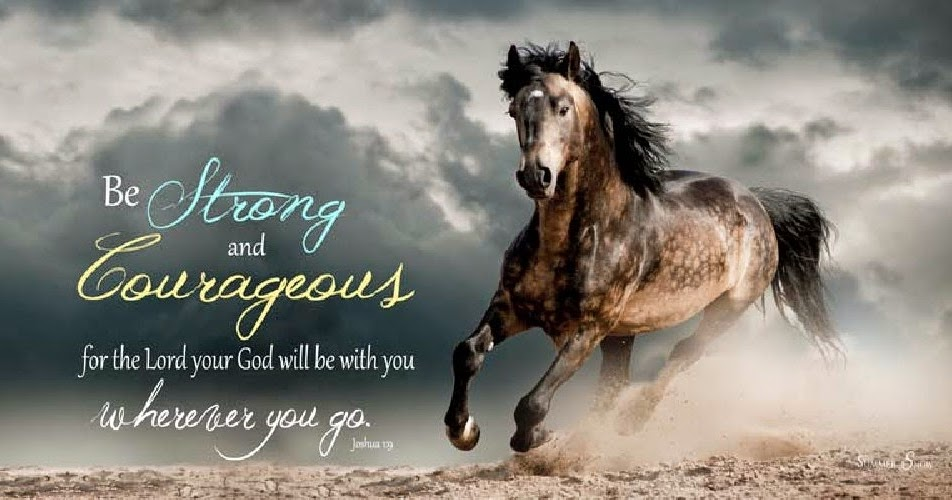 Be Strong
and
Courageous
for the Lord your God will be with you
wherever you go.
Joshua 1:9
Summer Snow